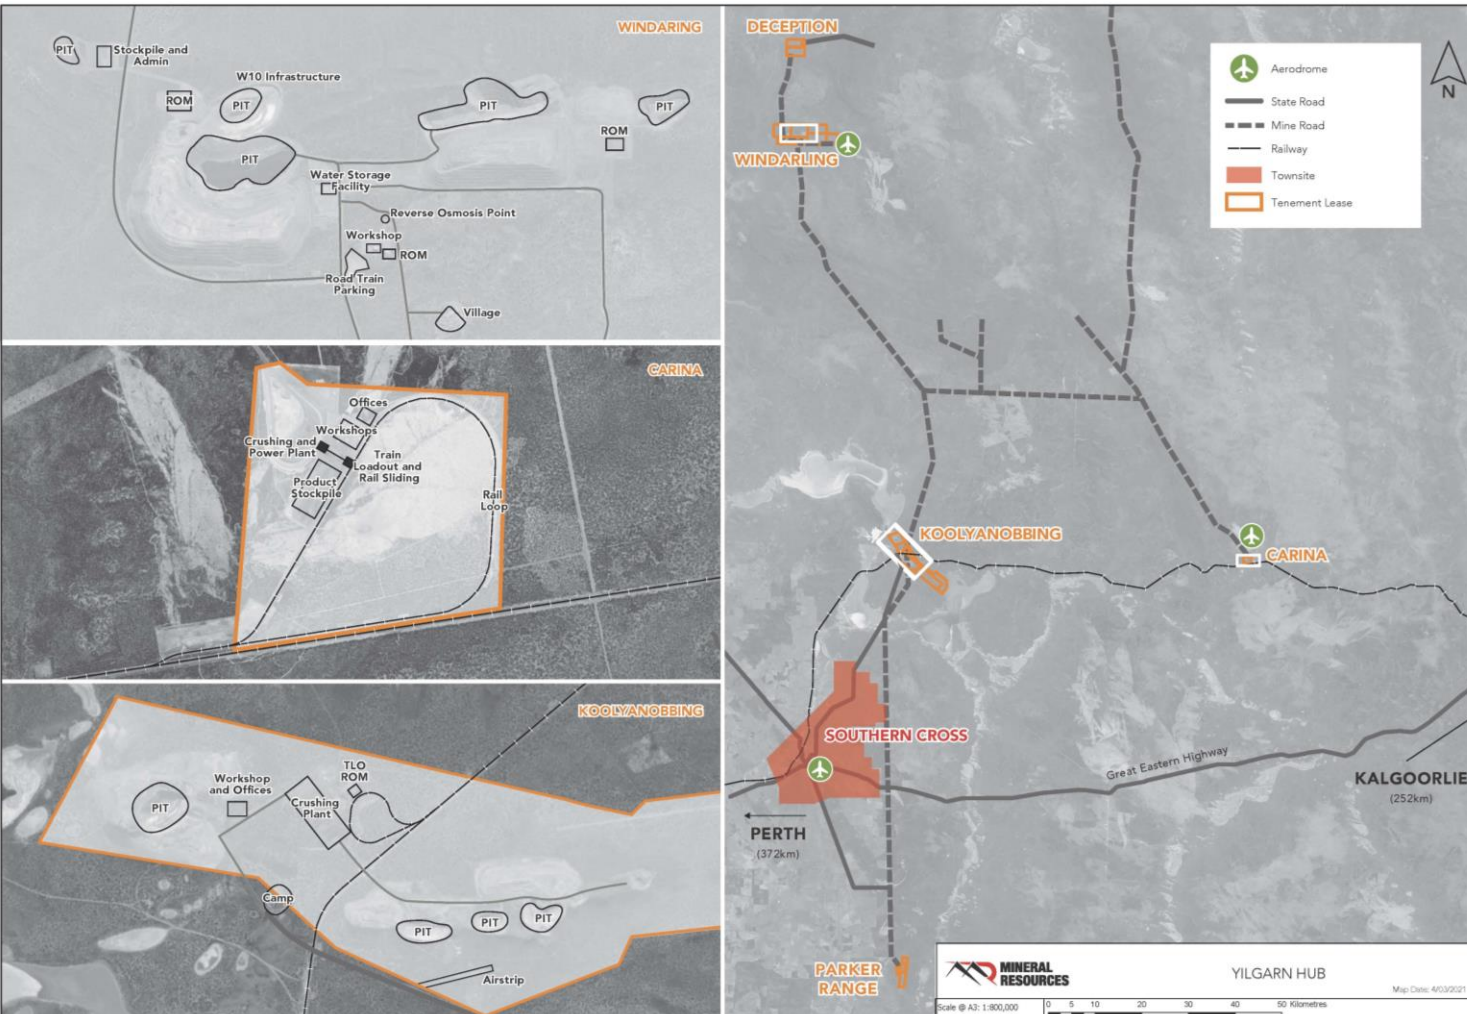 WINDARING
PIT
Stockpile and
Admin
W10 Infrastructure
ROM
PIT
PIT
PIT
PIT
ROM
Water Storage
Facility
Reverse Osmosis Point
Workshop
ROM
Road Train
Parking
Village
CARINA
Offices
Workshops
Crushing and
Power Plant
Train
Loadout and
Rail Sliding
Product
Stockpile
Rail
Loop
KOOLYANOBBING
TLO
ROM
Workshop
and Offices
Crushing
Plant
PIT
Camp
PIT
PIT
PIT
Airstrip
DECEPTION
WINDARLING
Aerodrome
State Road
Mine Road
Railway
Townsite
Tenement Lease
N
KOOLYANOBBING
CARINA
SOUTHERN CROSS
Great Eastern Highway
KALGOORLIE
(252km)
PERTH
(372km)
PARKER
RANGE
MINERAL
RESOURCES
YILGARN HUB
Map Date: 4/03/2021
Scale @ A3: 1:800,000
0 5 10 20 30 40 50 Kilometres